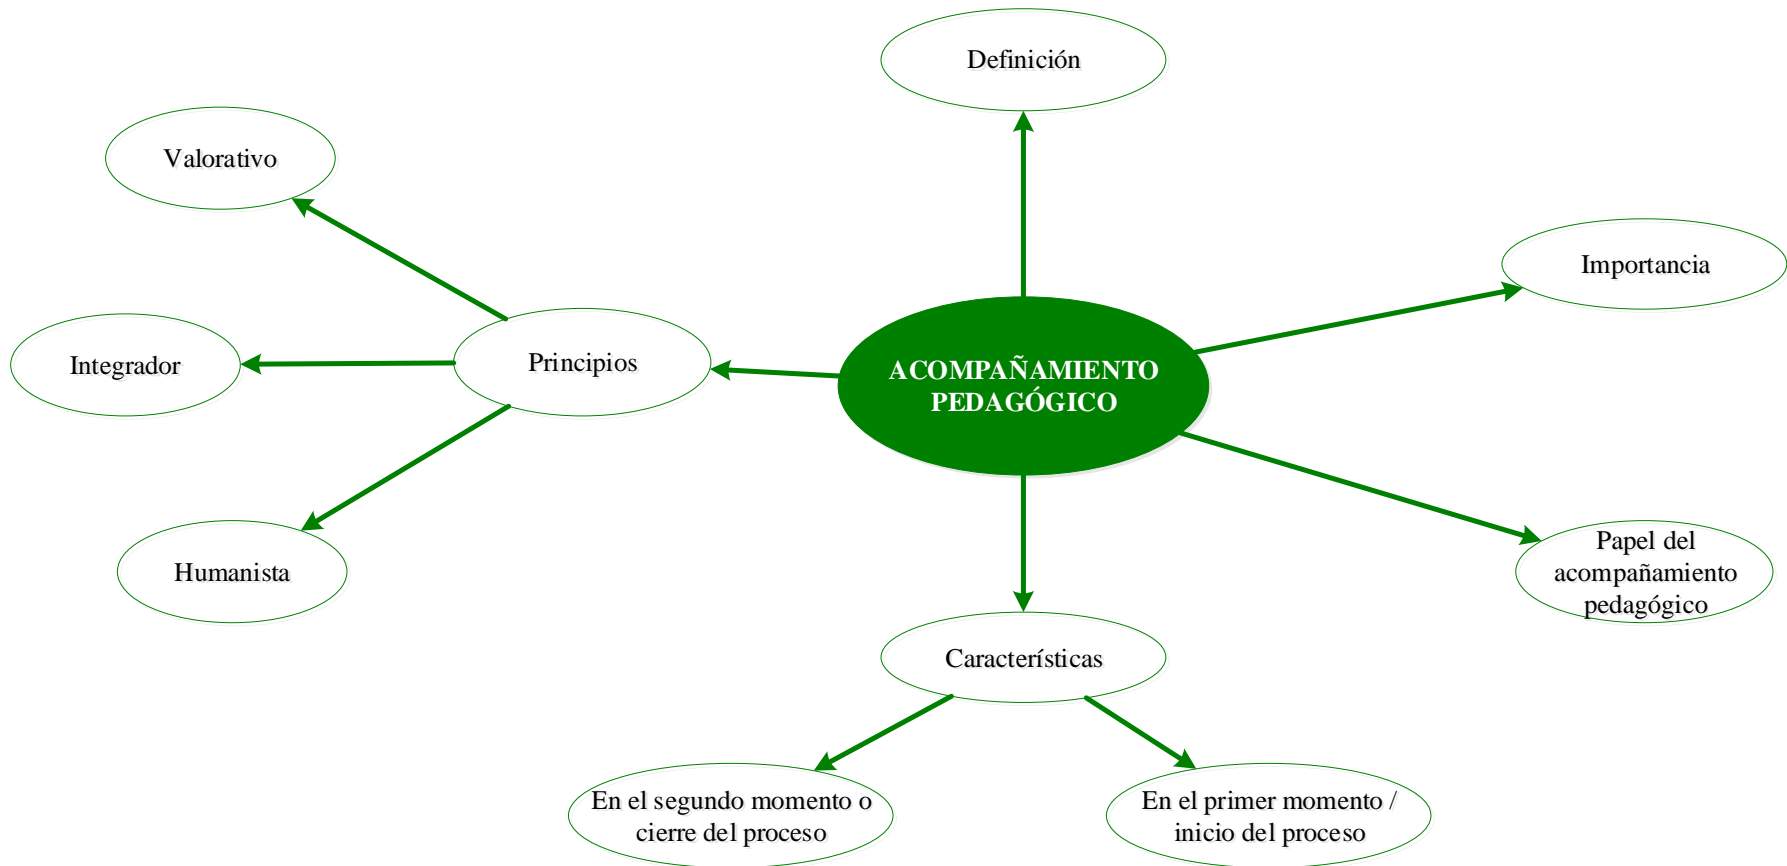 Definición
Valorativo
Importancia
Integrador
Principios
ACOMPAÑAMIENTO
PEDAGÓGICO
Humanista
Papel del
acompañamiento
pedagógico
Características
En el segundo momento o
cierre del proceso
En el primer momento /
inicio del proceso